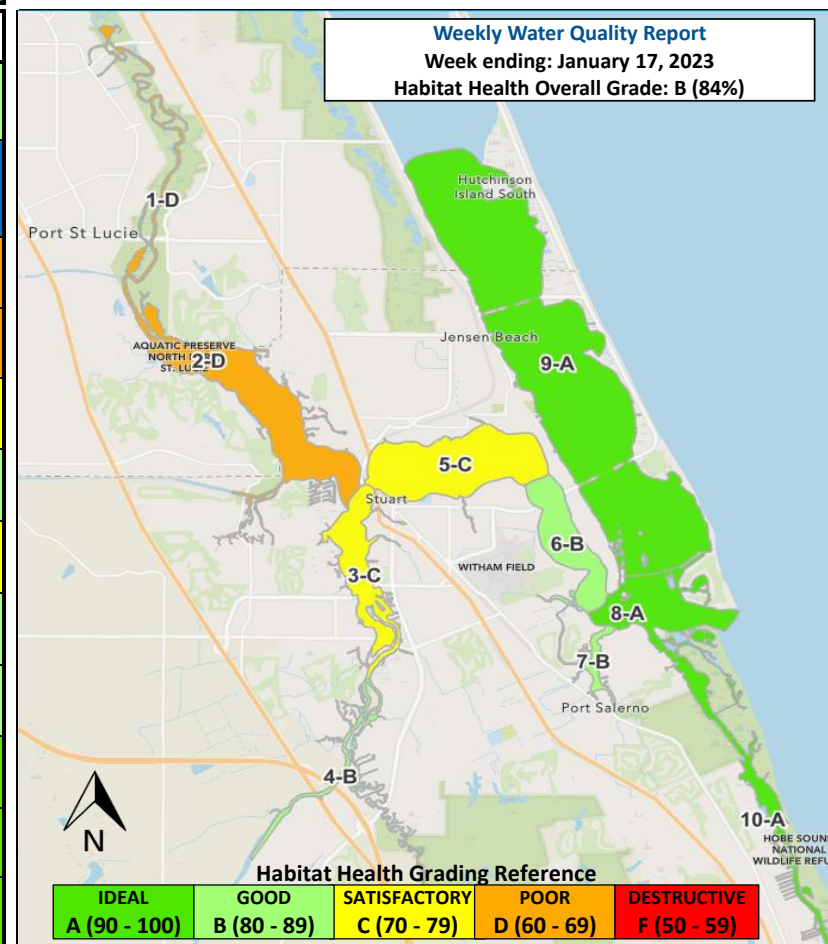 Weekly Water Quality Report
Week ending: January 17, 2023
Habitat Health Overall Grade: B (84%)
Hutchinson
Island South
1-D
Port St Lucie
Jensen Beach
AQUATIC PRESERVE
NORTH
ST.
2-D
9-A
5-C
Stuart
6-B
WITHAM FIELD
3-C
8-A
7-B
Port Salerno
4-B
10-A
HOBE SOUN
NATIONAL
WILDLIFE REFU
N
Habitat Health Grading Reference
IDEAL GOOD SATISFACTORY POOR DESTRUCTIVE
A (90 - 100) B (80 - 89) C (70 - 79) D (60 - 69) F (50 - 59)